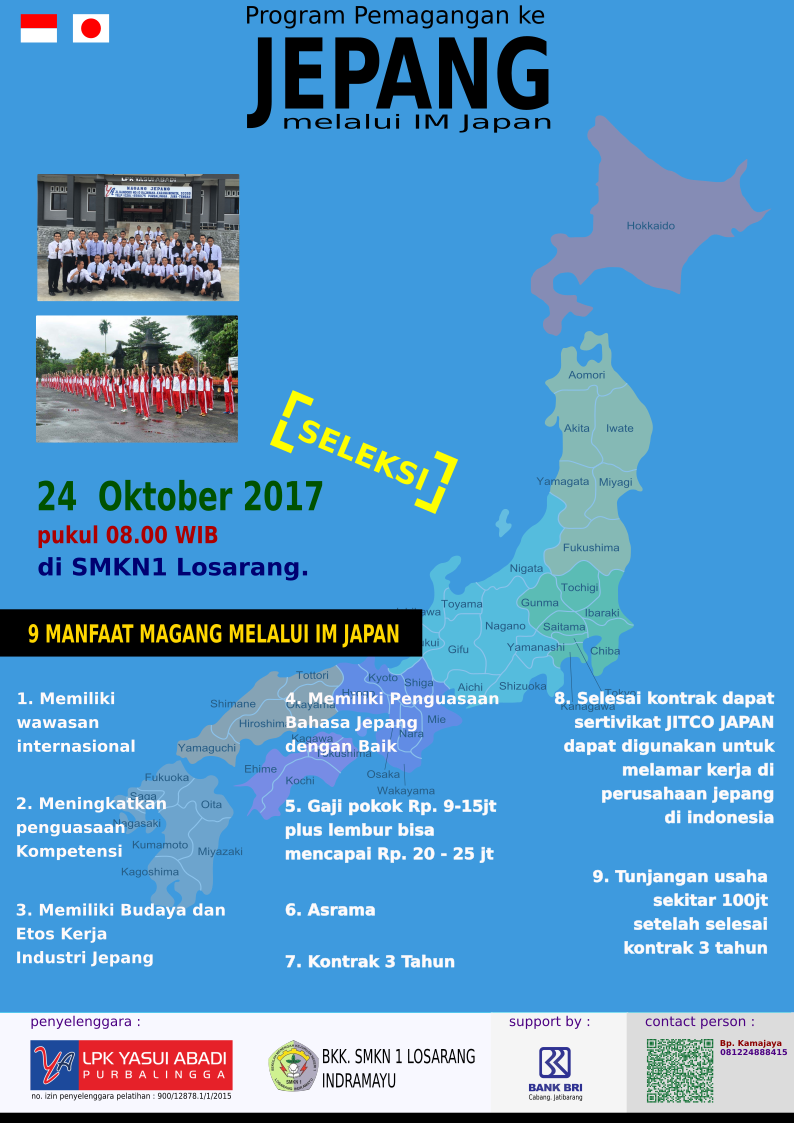 Program Pemagangan ke
JEPANG
melalui IM Japan
LPK YASUI ABADI
MAGANG JEPANG
[SELEKSI]
24 Oktober 2017
pukul 08.00 WIB
di SMKN1 Losarang.
9 MANFAAT MAGANG MELALUI IM JAPAN
1. Memiliki
wawasan
internasional
2. Meningkatkan
penguasaan
Kompetensi
3. Memiliki Budaya dan
Etos Kerja
Industri Jepang
4. Memiliki Penguasaan
Bahasa Jepang
dengan Baik
5. Gaji pokok Rp. 9-15jt
plus lembur bisa
mencapai Rp. 20 - 25 jt
6. Asrama
7. Kontrak 3 Tahun
8. Selesai kontrak dapat
sertivikat JITCO JAPAN
dapat digunakan untuk
melamar kerja di
perusahaan jepang
di indonesia
9. Tunjangan usaha
sekitar 100jt
setelah selesai
kontrak 3 tahun
Hokkaido
Aomori
Akita Iwate
Yamagata Miyagi
Fukushima
Nigata
Tochigi
Toyama Gunma
Ibaraki
Nagano Saitama
Gifu Yamanashi Chiba
Aichi Shizuoka Tokyo
Kanagawa
Tottori Kyoto Shiga
Shimane Okayama
Hiroshima Kagawa Nara Mie
Yamaguchi
Ehime Osaka
Kochi Wakayama
Fukuoka
Saga Oita
Nagasaki
Kumamoto Miyazaki
Kagoshima
penyelenggara :
LPK YASUI ABADI
PURBALINGGA
no. izin penyelenggara pelatihan : 900/12878.1/1/2015
SMKN I
BKK. SMKN 1 LOSARANG
INDRAMAYU
support by :
BANK BRI
Cabang. Jatibarang
contact person :
Bp. Kamajaya
081224888415